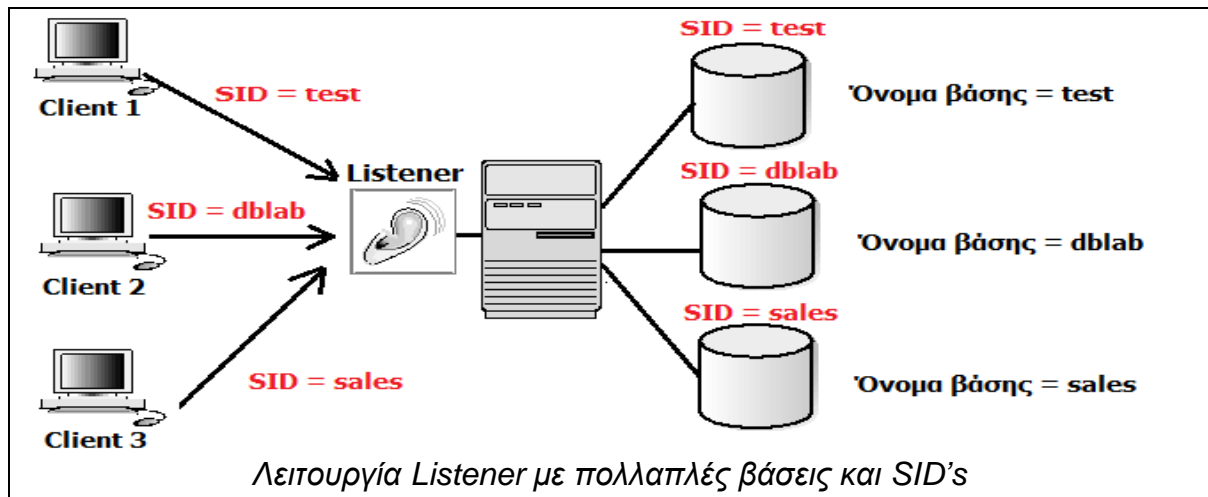 SID = test
SID = test
Όνομα βάσης = test
Client 1
Listener
SID = dblab
SID = dblab
Όνομα βάσης = dblab
Client 2
SID = sales
SID = sales
Όνομα βάσης = sales
Client 3
Λειτουργία Listener με πολλαπλές βάσεις και SID’s